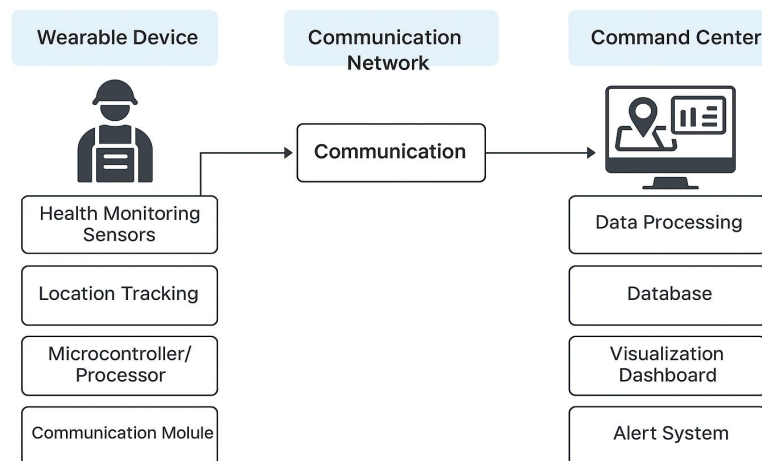 Wearable Device
Communication
Network
Command Center
Communication
Health Monitoring
Sensors
Location Tracking
Microcontroller/
Processor
Communication Molule
Data Processing
Database
Visualization
Dashboard
Alert System